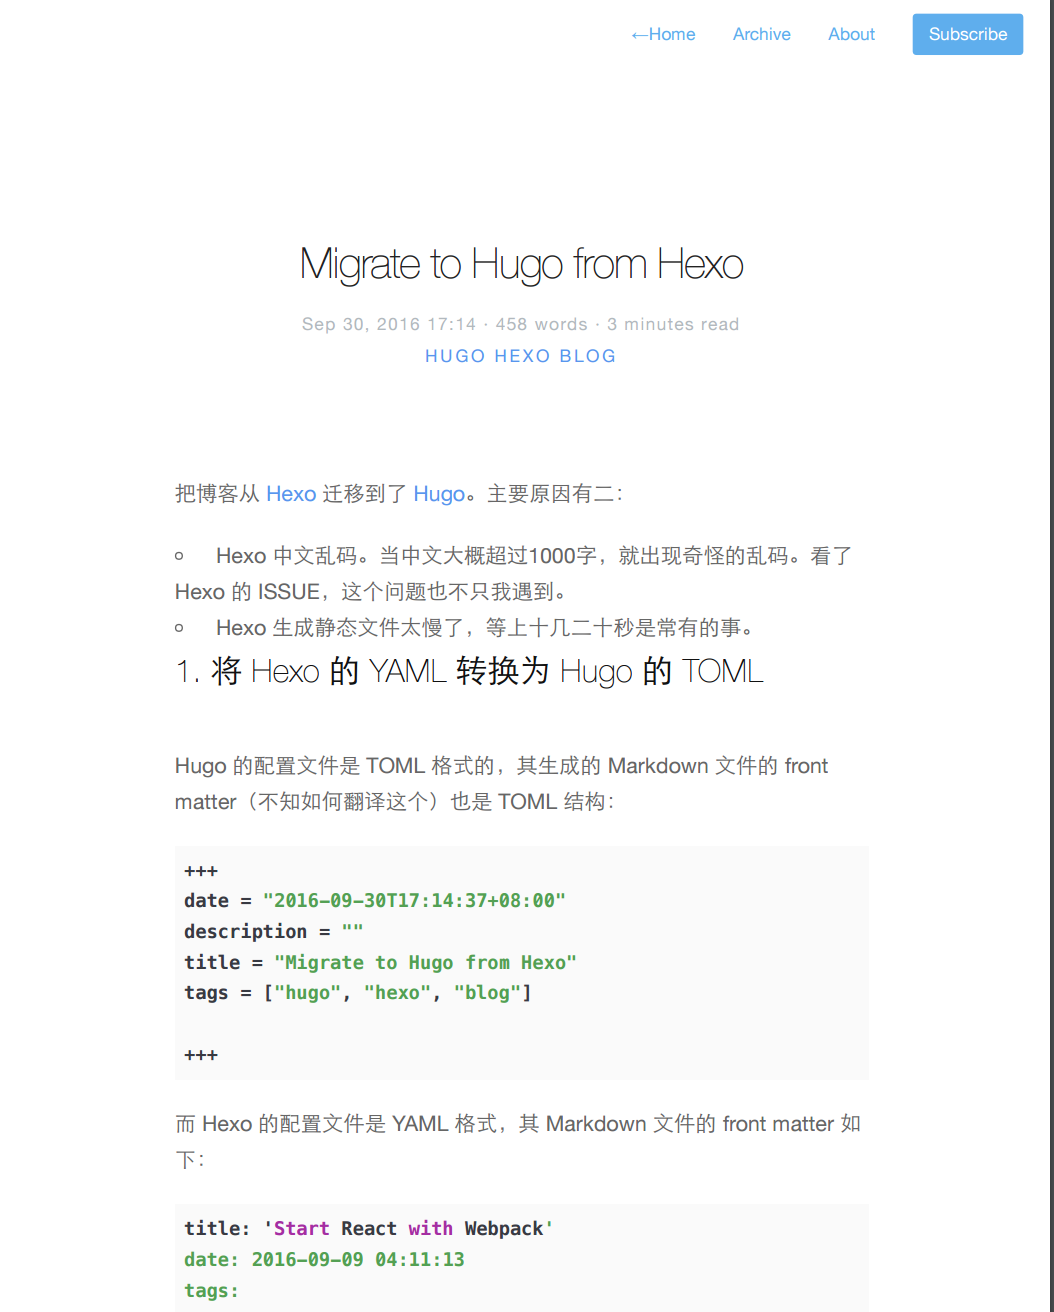 ←Home Archive About Subscribe
Migrate to Hugo from Hexo
Sep 30, 2016 17:14 · 458 words · 3 minutes read
HUGO HEXO BLOG
把博客从 Hexo 迁移到了 Hugo。主要原因有二：
Hexo 中文乱码。当中文大概超过1000字，就出现奇怪的乱码。看了
Hexo 的 ISSUE，这个问题也不只我遇到。
Hexo 生成静态文件太慢了，等上十几二十秒是常有的事。
1. 将 Hexo 的 YAML 转换为 Hugo 的 TOML
Hugo 的配置文件是 TOML 格式的，其生成的 Markdown 文件的 front
matter（不知如何翻译这个）也是 TOML 结构：
+++
date = "2016-09-30T17:14:37+08:00"
description = ""
title = "Migrate to Hugo from Hexo"
tags = ["hugo", "hexo", "blog"]
+++
而 Hexo 的配置文件是 YAML 格式，其 Markdown 文件的 front matter 如
下：
title: 'Start React with Webpack'
date: 2016-09-09 04:11:13
tags: